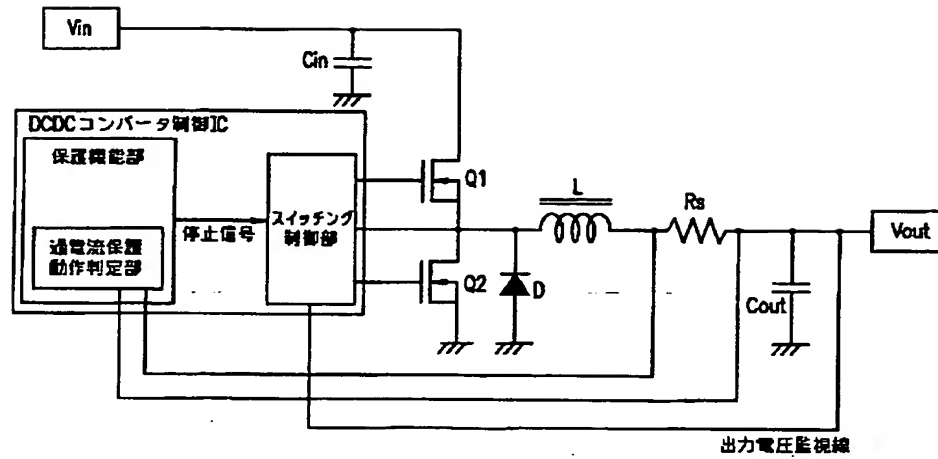 Vin
Cin
DCDCコンバータ制御IC
保護機能部
過電流保護
動作判定部
停止信号
スイッチング
制御部
Q1
Q2
D
L
Rs
Cout
Vout
出力電圧監視線